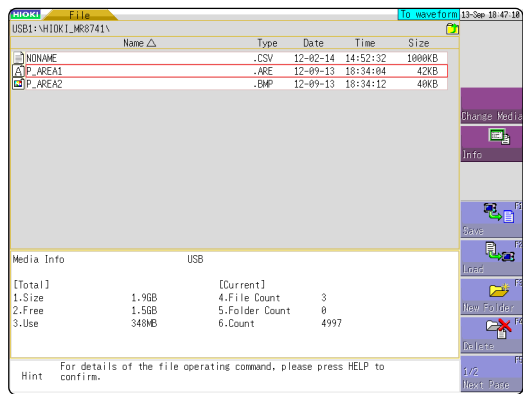 HIOKI File To waveform 13-Sep 18:47:10
USB1:\HIOKI_MR8741\
Name △ Type Date Time Size
NONAME .CSV 12-02-14 14:52:32 1000KB
A P_AREA1 .ARE 12-09-13 18:34:04 42KB
P_AREA2 .BMP 12-09-13 18:34:12 40KB
Change Media
Info
F1
Save
F2
Load
F3
New Folder
F4
Delete
F5
1/2
Next Page
Media Info USB
[Total] [Current]
1.Size 1.9GB 4.File Count 3
2.Free 1.5GB 5.Folder Count 0
3.Use 348MB 6.Count 4997
Hint For details of the file operating command, please press HELP to
confirm.